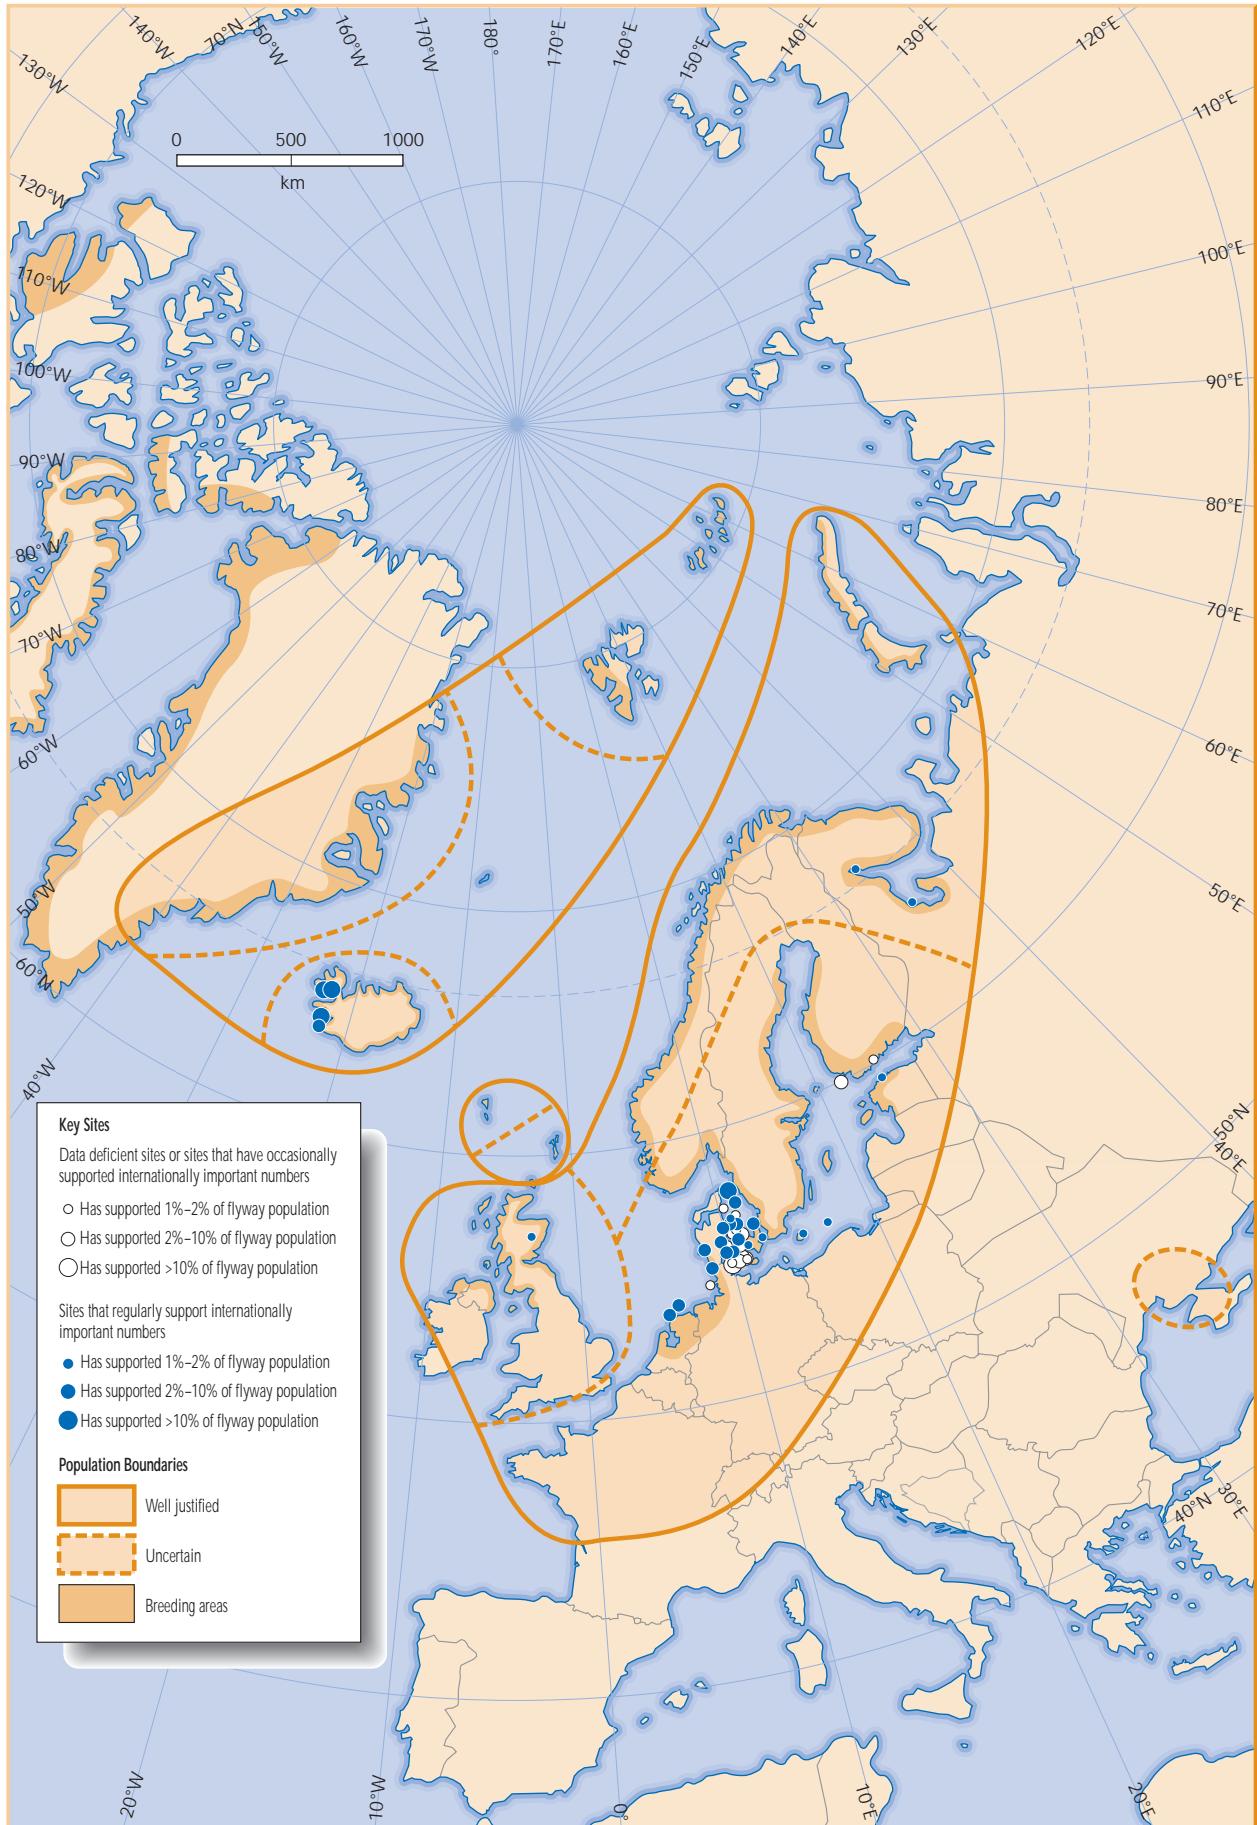 140°W
70°N
150°W
160°W
170°W
180°
170°E
160°E
150°E
140°E
130°E
120°E
130°W
110°E
0 500 1000
km
120°W
100°E
110°W
100°W
90°E
90°W
80°E
80°W
70°E
70°W
60°W
60°E
50°W
50°E
60°N
40°W
50°N
40°E
Key Sites
Data deficient sites or sites that have occasionally
supported internationally important numbers
Has supported 1%–2% of flyway population
Has supported 2%–10% of flyway population
Has supported >10% of flyway population
Sites that regularly support internationally
important numbers
Has supported 1%–2% of flyway population
Has supported 2%–10% of flyway population
Has supported >10% of flyway population
Population Boundaries
Well justified
Uncertain
Breeding areas
40°N
30°E
20°W
10°W
0°
10°E
20°E